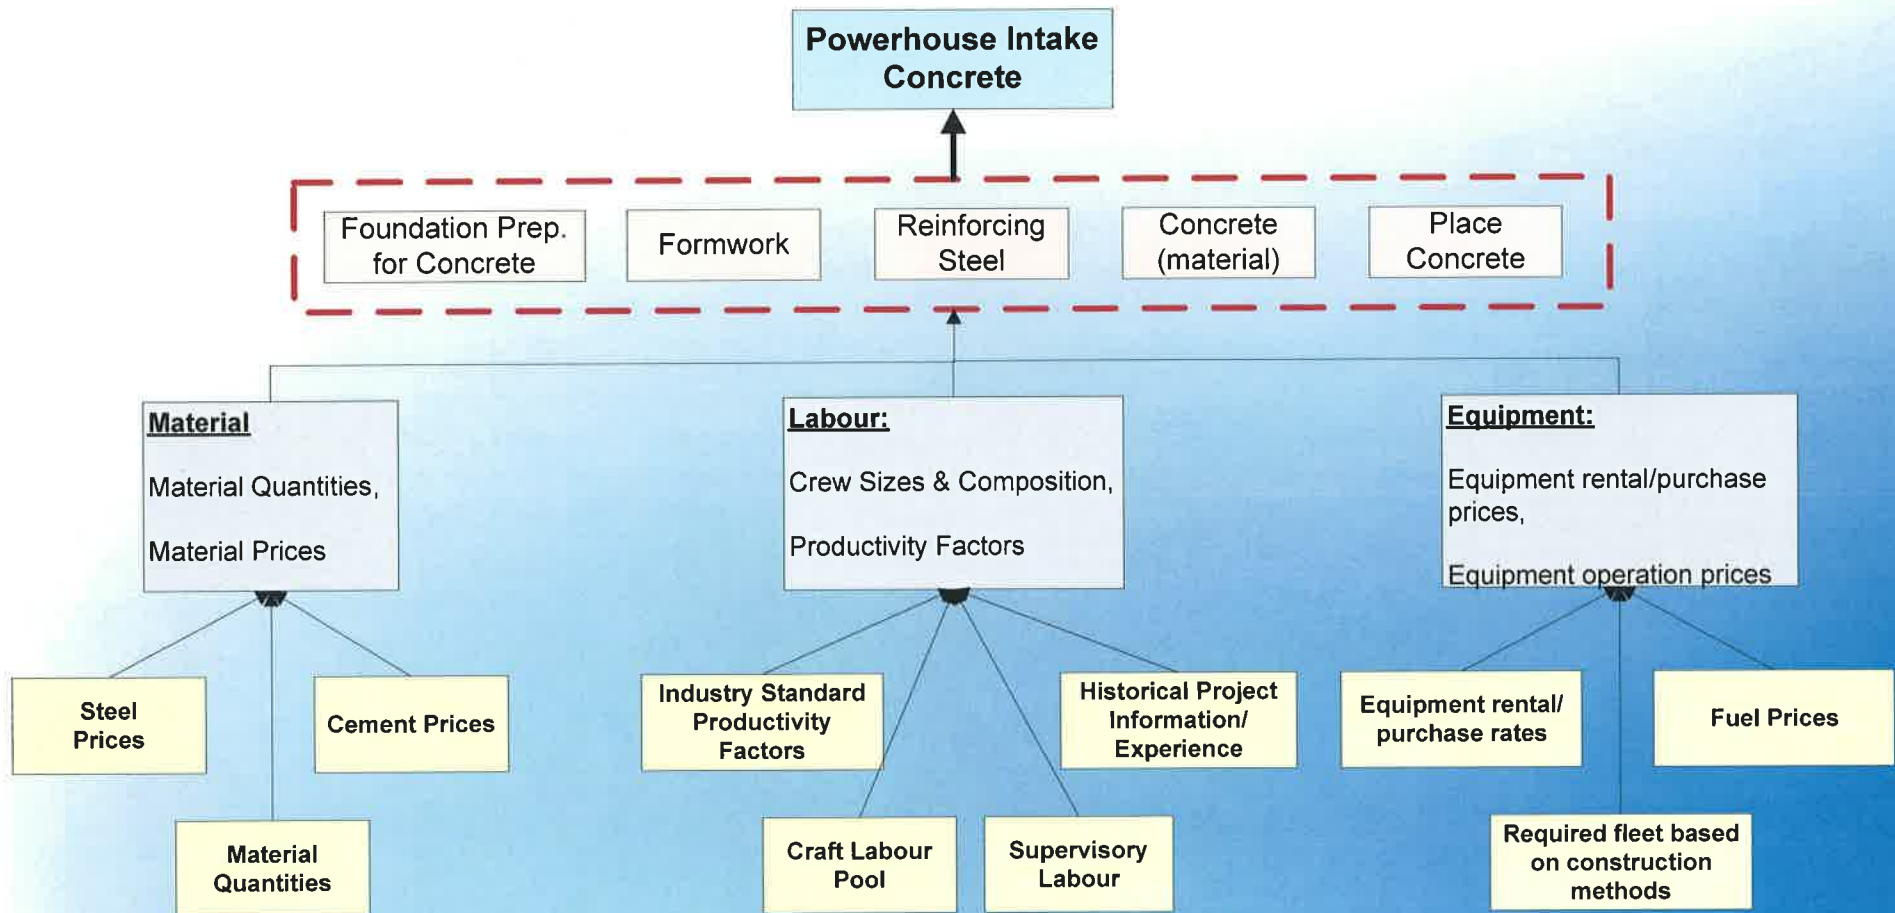 Powerhouse Intake
Concrete
Foundation Prep.
for Concrete
Formwork
Reinforcing
Steel
Concrete
(material)
Place
Concrete
Material
Material Quantities,
Material Prices
Labour:
Crew Sizes & Composition,
Productivity Factors
Equipment:
Equipment rental/purchase
prices,
Equipment operation prices
Steel
Prices
Cement Prices
Material
Quantities
Industry Standard
Productivity
Factors
Historical Project
Information/
Experience
Craft Labour
Pool
Supervisory
Labour
Equipment rental/
purchase rates
Fuel Prices
Required fleet based
on construction
methods